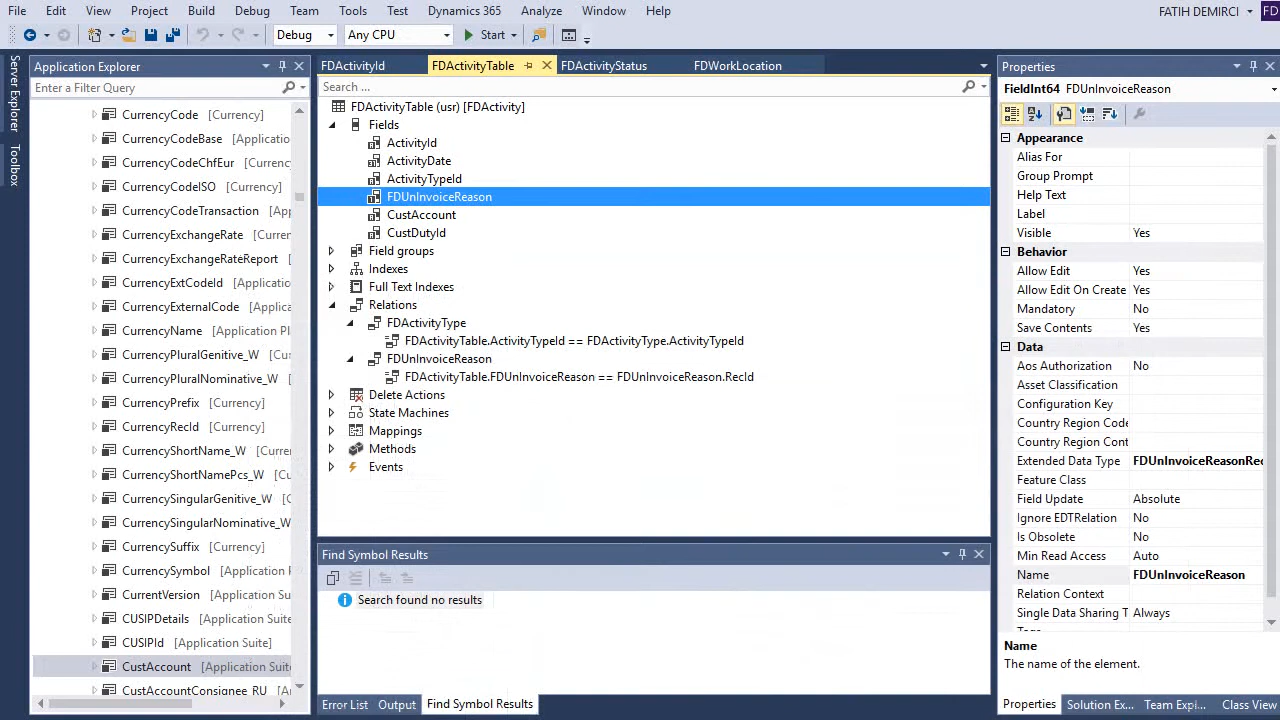 File Edit View Project Build Debug Team Tools Test Dynamics 365 Analyze Window Help FATIH DEMIRCI FD
Debug Any CPU Start
Server Explorer
Toolbox
Application Explorer
Enter a Filter Query
CurrencyCode [Currency]
CurrencyCodeBase [Applicatio
CurrencyCodeChfEur [Currency]
CurrencyCodeISO [Currency]
CurrencyCodeTransaction [App
CurrencyExchangeRate [Curren
CurrencyExchangeRateReport [
CurrencyExtCodeId [Applicatio
CurrencyExternalCode [Applica
CurrencyName [Application Pl
CurrencyPluralGenitive_W [Cu
CurrencyPluralNominative_W [
CurrencyPrefix [Currency]
CurrencyRecId [Currency]
CurrencyShortName_W [Curre
CurrencyShortNamePcs_W [Cu
CurrencySingularGenitive_W [
CurrencySingularNominative_W
CurrencySuffix [Currency]
CurrencySymbol [Application
CurrentVersion [Application Su
CUSIPDetails [Application Suite
CUSIPId [Application Suite]
CustAccount [Application Suite
CustAccountConsignee_RU [A
FDActivityId FDActivityTable FDActivityStatus FDWorkLocation
Search ...
FDActivityTable (usr) [FDActivity]
Fields
ActivityId
ActivityDate
ActivityTypeId
FDUnInvoiceReason
CustAccount
CustDutyId
Field groups
Indexes
Full Text Indexes
Relations
FDActivityType
FDActivityTable.ActivityTypeId == FDActivityType.ActivityTypeId
FDUnInvoiceReason
FDActivityTable.FDUnInvoiceReason == FDUnInvoiceReason.RecId
Delete Actions
State Machines
Mappings
Methods
Events
Find Symbol Results
Search found no results
Error List Output Find Symbol Results
Properties
FieldInt64 FDUnInvoiceReason
Appearance
Alias For
Group Prompt
Help Text
Label
Visible Yes
Behavior
Allow Edit Yes
Allow Edit On Create Yes
Mandatory No
Save Contents Yes
Data
Aos Authorization No
Asset Classification
Configuration Key
Country Region Code
Country Region Cont
Extended Data Type FDUnInvoiceReasonRec
Feature Class
Field Update Absolute
Ignore EDTRelation No
Is Obsolete No
Min Read Access Auto
Name FDUnInvoiceReason
Relation Context
Single Data Sharing T Always
Name
The name of the element.
Properties Solution Ex... Team Expl... Class View